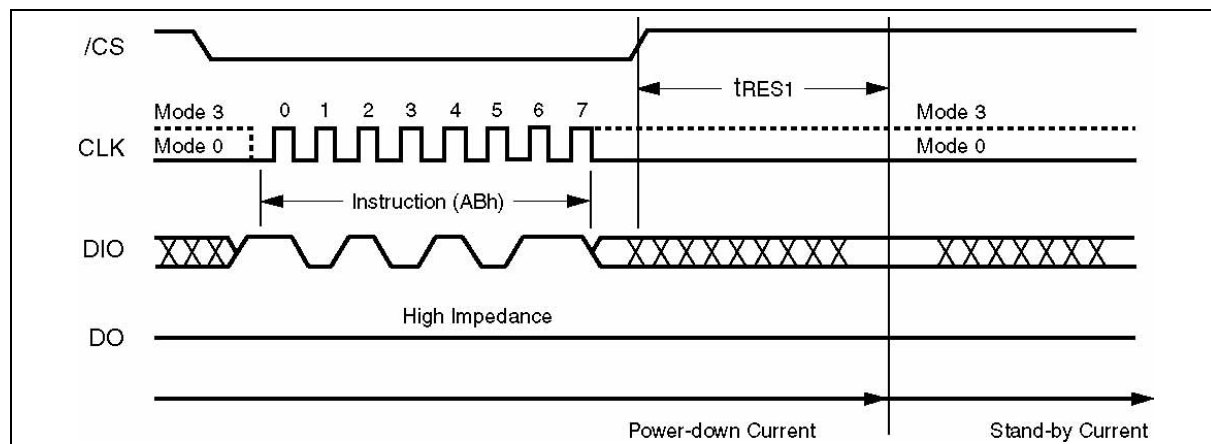 /CS
tRES1
Mode 3 0 1 2 3 4 5 6 7 Mode 3
CLK Mode 0 Mode 0
Instruction (ABh)
DIO
High Impedance
DO
Power-down Current Stand-by Current